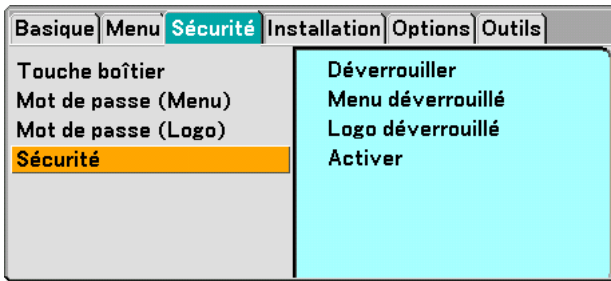 Basique Menu Sécurité Installation Options Outils
Touche boîtier Déverrouiller
Mot de passe (Menu) Menu déverrouillé
Mot de passe (Logo) Logo déverrouillé
Sécurité Activer